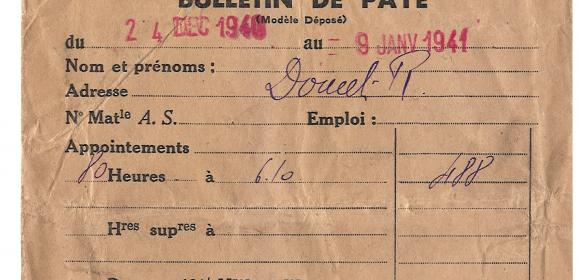 BULLETIN DE PAYE
(Modèle Déposé)
du 24 DEC 1940 au - 9 JANV 1941
Nom et prénoms :
Adresse
N° Matle A. S. Emploi :
Appointements
80 Heures à 6.10 488
Hres supres à